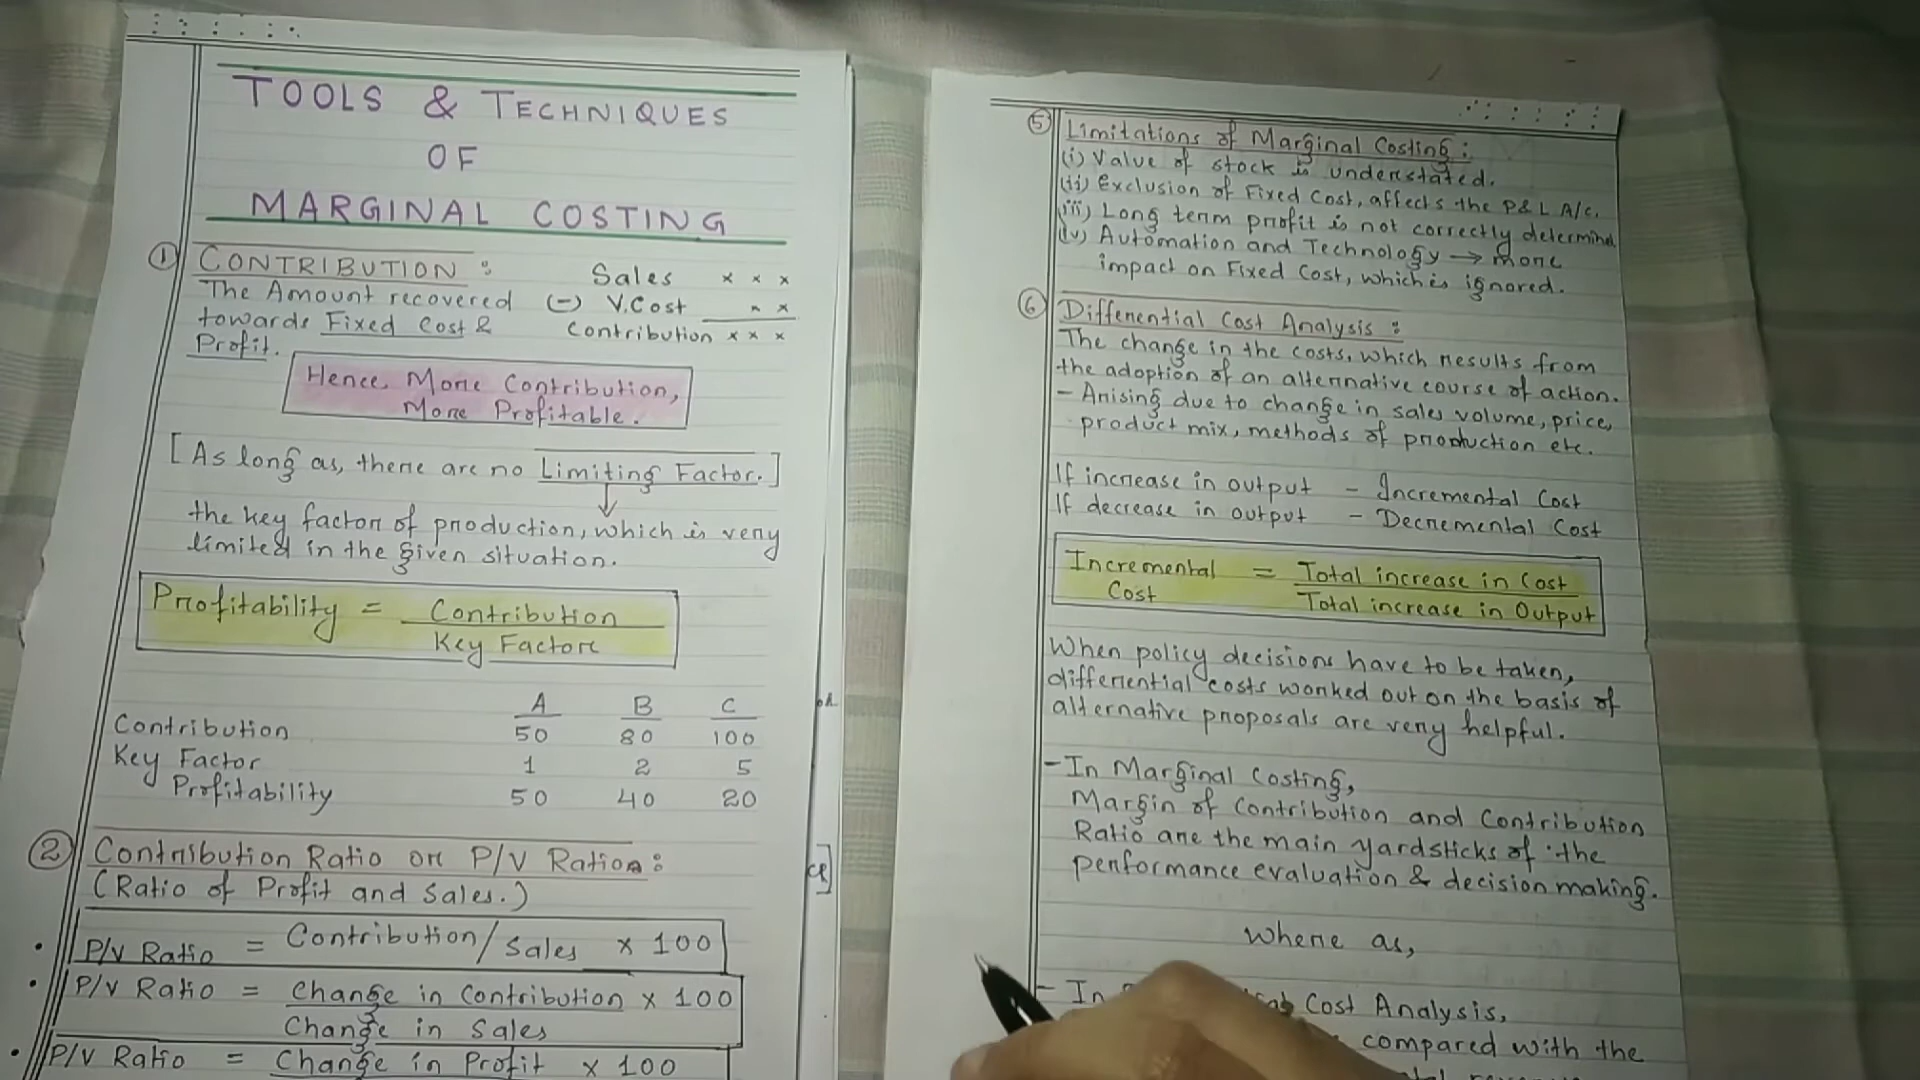 TOOLS & TECHNIQUES
OF
MARGINAL COSTING
① CONTRIBUTION:
The Amount recovered
towards Fixed Cost &
Profit.
Sales x x x
(-) V.Cost x x
Contribution x x x
Hence, More Contribution,
More Profitable.
[As long as, there are no Limiting Factor.]
↓
the key factor of production, which is very
limited in the given situation.
Profitability = Contribution
Key Factor
A B C
Contribution 50 80 100
Key Factor 1 2 5
Profitability 50 40 20
② Contribution Ratio or P/V Ratio:
(Ratio of Profit and Sales.)
• P/V Ratio = Contribution/Sales x 100
• P/V Ratio = Change in Contribution x 100
Change in Sales
• P/V Ratio = Change in Profit x 100
⑤ Limitations of Marginal Costing:
(i) Value of stock is understated.
(ii) Exclusion of Fixed Cost, affects the P&L A/c.
(iii) Long term profit is not correctly determined
(iv) Automation and Technology → more
impact on Fixed Cost, which is ignored.
⑥ Differential Cost Analysis:
The change in the costs, which results from
the adoption of an alternative course of action.
- Arising due to change in sales volume, price,
product mix, methods of production etc.
If increase in output - Incremental Cost
If decrease in output - Decremental Cost
Incremental Cost = Total increase in Cost
Total increase in Output
When policy decisions have to be taken,
differential costs worked out on the basis of
alternative proposals are very helpful.
- In Marginal Costing,
Margin of Contribution and Contribution
Ratio are the main yardsticks of the
performance evaluation & decision making.
Where as,
- In Cost Analysis,
compared with the